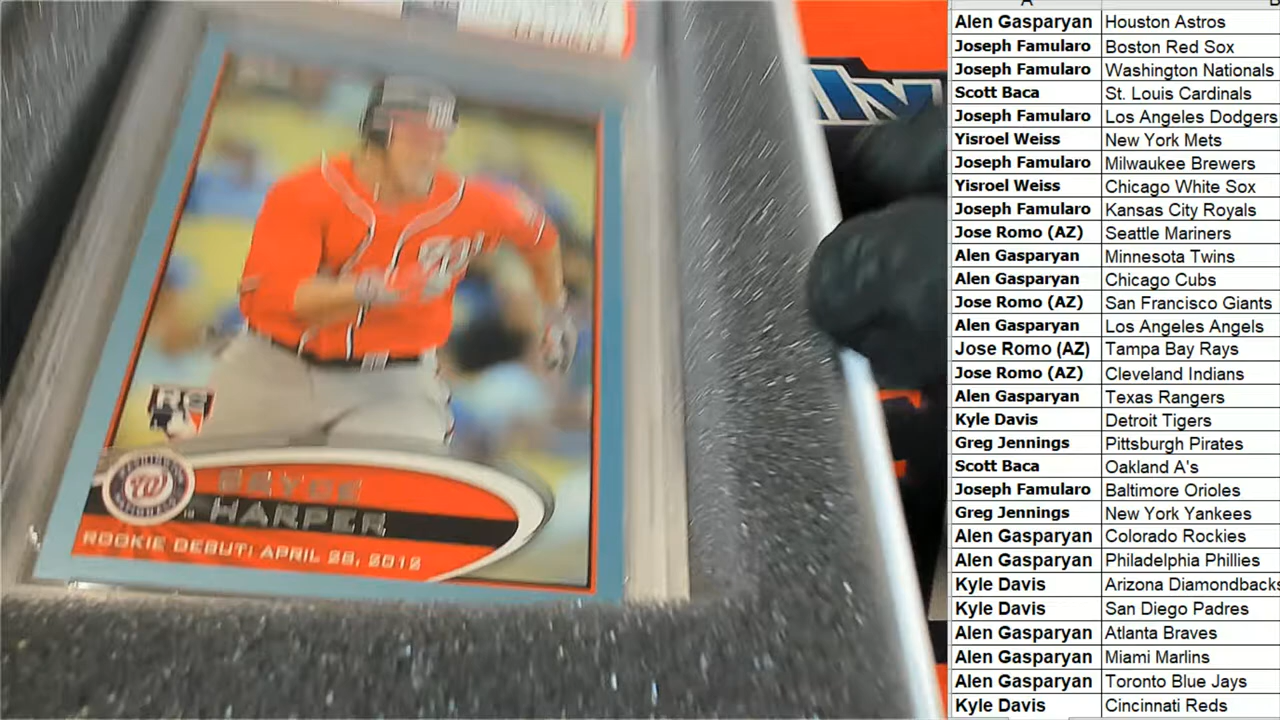 RC
W
BRYCE
HARPER
ROOKIE DEBUT: APRIL 28, 2012
A
Alen Gasparyan Houston Astros
Joseph Famularo Boston Red Sox
Joseph Famularo Washington Nationals
Scott Baca St. Louis Cardinals
Joseph Famularo Los Angeles Dodgers
Yisroel Weiss New York Mets
Joseph Famularo Milwaukee Brewers
Yisroel Weiss Chicago White Sox
Joseph Famularo Kansas City Royals
Jose Romo (AZ) Seattle Mariners
Alen Gasparyan Minnesota Twins
Alen Gasparyan Chicago Cubs
Jose Romo (AZ) San Francisco Giants
Alen Gasparyan Los Angeles Angels
Jose Romo (AZ) Tampa Bay Rays
Jose Romo (AZ) Cleveland Indians
Alen Gasparyan Texas Rangers
Kyle Davis Detroit Tigers
Greg Jennings Pittsburgh Pirates
Scott Baca Oakland A's
Joseph Famularo Baltimore Orioles
Greg Jennings New York Yankees
Alen Gasparyan Colorado Rockies
Alen Gasparyan Philadelphia Phillies
Kyle Davis Arizona Diamondbacks
Kyle Davis San Diego Padres
Alen Gasparyan Atlanta Braves
Alen Gasparyan Miami Marlins
Alen Gasparyan Toronto Blue Jays
Kyle Davis Cincinnati Reds